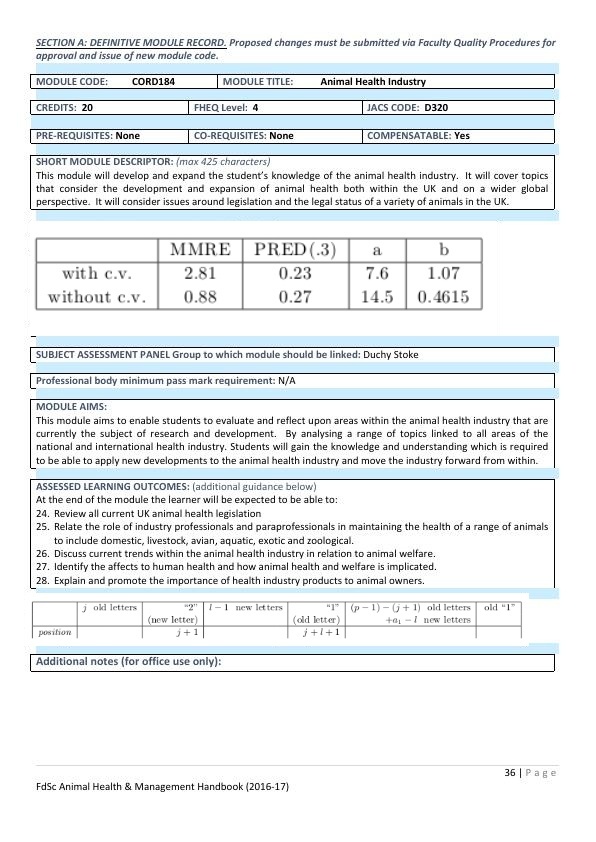 SECTION A: DEFINITIVE MODULE RECORD. Proposed changes must be submitted via Faculty Quality Procedures for
approval and issue of new module code.
MODULE CODE: CORD184 MODULE TITLE: Animal Health Industry
CREDITS: 20 FHEQ Level: 4 JACS CODE: D320
PRE-REQUISITES: None CO-REQUISITES: None COMPENSATABLE: Yes
SHORT MODULE DESCRIPTOR: (max 425 characters)
This module will develop and expand the student's knowledge of the animal health industry. It will cover topics
that consider the development and expansion of animal health both within the UK and on a wider global
perspective. It will consider issues around legislation and the legal status of a variety of animals in the UK.
MMRE PRED(.3) a b
with c.v. 2.81 0.23 7.6 1.07
without c.v. 0.88 0.27 14.5 0.4615
SUBJECT ASSESSMENT PANEL Group to which module should be linked: Duchy Stoke
Professional body minimum pass mark requirement: N/A
MODULE AIMS:
This module aims to enable students to evaluate and reflect upon areas within the animal health industry that are
currently the subject of research and development. By analysing a range of topics linked to all areas of the
national and international health industry. Students will gain the knowledge and understanding which is required
to be able to apply new developments to the animal health industry and move the industry forward from within.
ASSESSED LEARNING OUTCOMES: (additional guidance below)
At the end of the module the learner will be expected to be able to:
24. Review all current UK animal health legislation
25. Relate the role of industry professionals and paraprofessionals in maintaining the health of a range of animals
to include domestic, livestock, avian, aquatic, exotic and zoological.
26. Discuss current trends within the animal health industry in relation to animal welfare.
27. Identify the affects to human health and how animal health and welfare is implicated.
28. Explain and promote the importance of health industry products to animal owners.
j old letters "2" l − 1 new letters "1" (p − 1) − (j + 1) old letters old "1"
(new letter) (old letter) +a₁ − l new letters
position j + 1 j + l + 1
Additional notes (for office use only):
36 | Page
FdSc Animal Health & Management Handbook (2016-17)